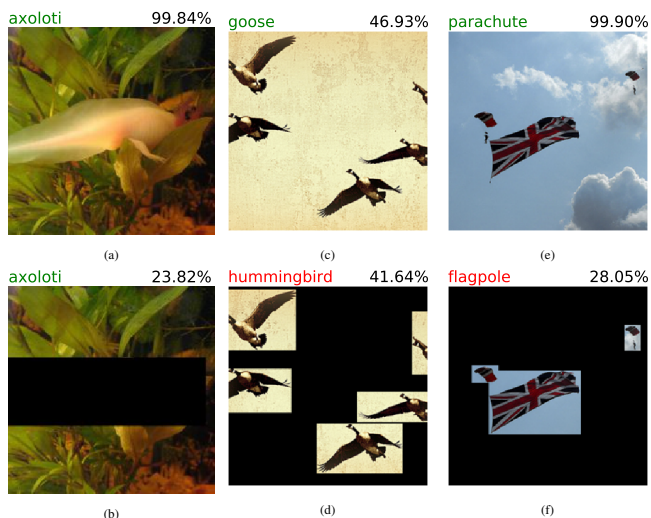 axoloti 99.84%
goose 46.93%
parachute 99.90%
(a)
(c)
(e)
axoloti 23.82%
hummingbird 41.64%
flagpole 28.05%
(b)
(d)
(f)